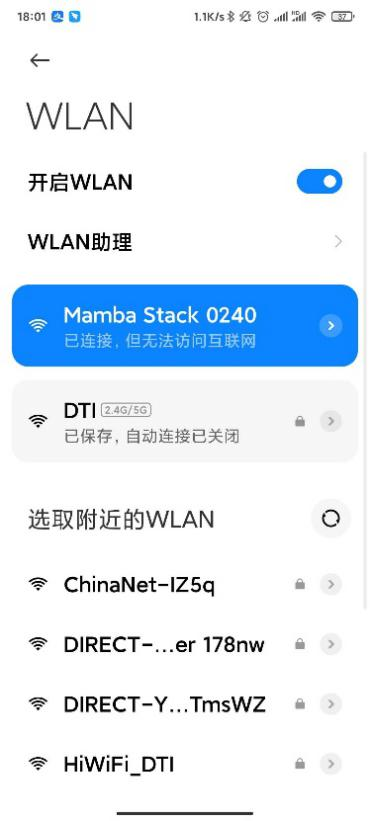 18:01
1.1K/s
37
WLAN
开启WLAN
WLAN助理
Mamba Stack 0240
已连接，但无法访问互联网
DTI 2.4G/5G
已保存，自动连接已关闭
选取附近的WLAN
ChinaNet-IZ5q
DIRECT-...er 178nw
DIRECT-Y...TmsWZ
HiWiFi_DTI